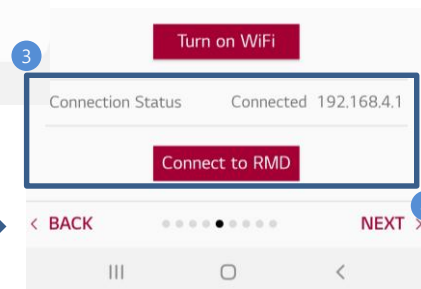 Turn on WiFi
3
Connection Status Connected 192.168.4.1
Connect to RMD
< BACK NEXT >